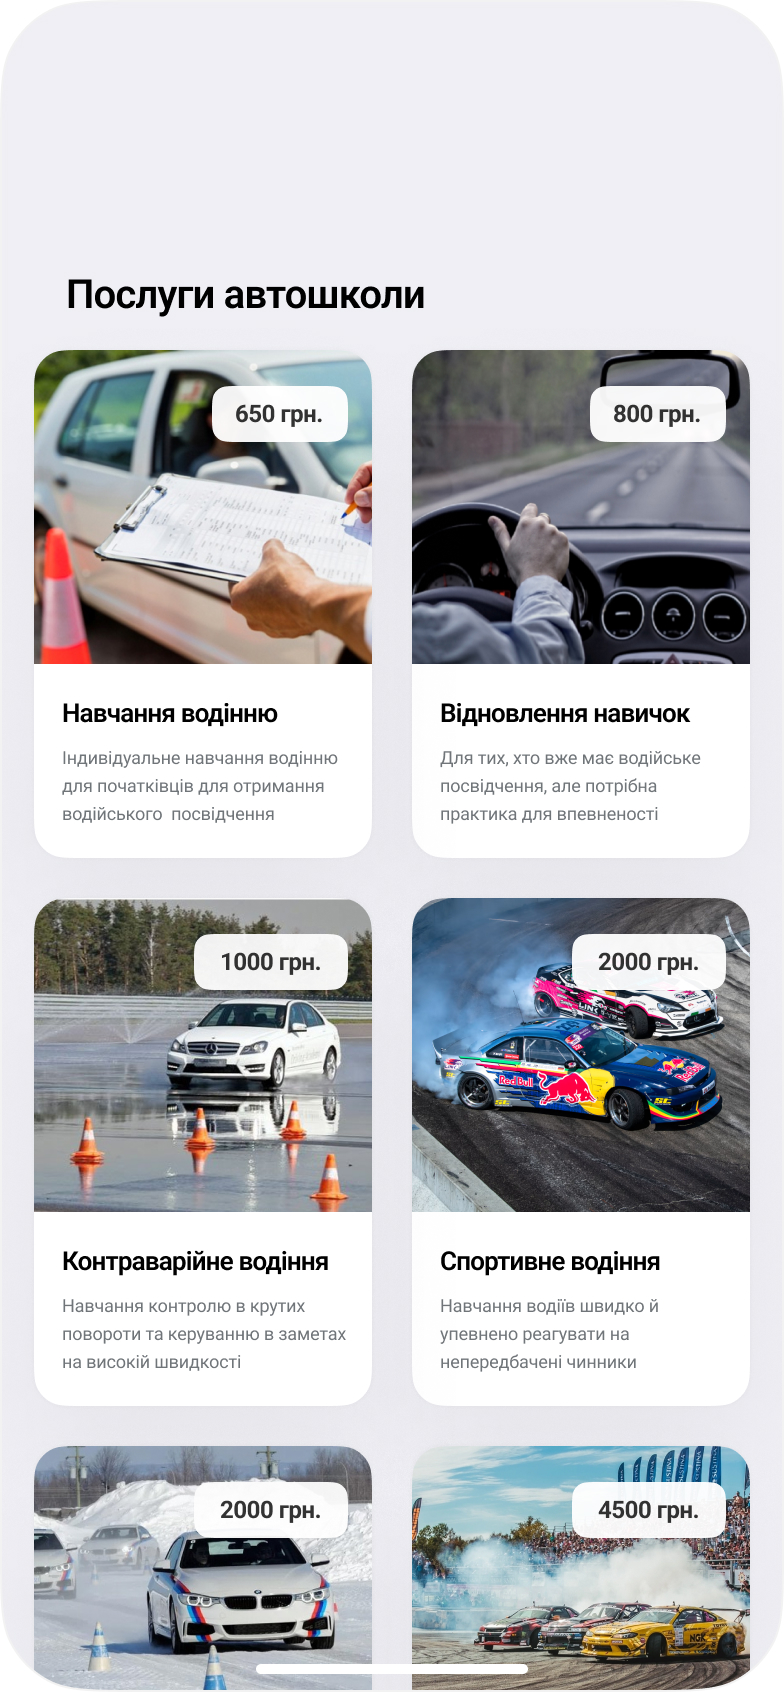 Послуги автошколи
650 грн.
800 грн.
Навчання водінню
Індивідуальне навчання водінню
для початківців для отримання
водійського  посвідчення
Відновлення навичок
Для тих, хто вже має водійське
посвідчення, але потрібна
практика для впевненості
1000 грн.
2000 грн.
RedBull
RedBull
Контраварійне водіння
Навчання контролю в крутих
повороти та керуванню в заметах
на високій швидкості
Спортивне водіння
Навчання водіїв швидко й
упевнено реагувати на
непередбачені чинники
2000 грн.
4500 грн.
NGK